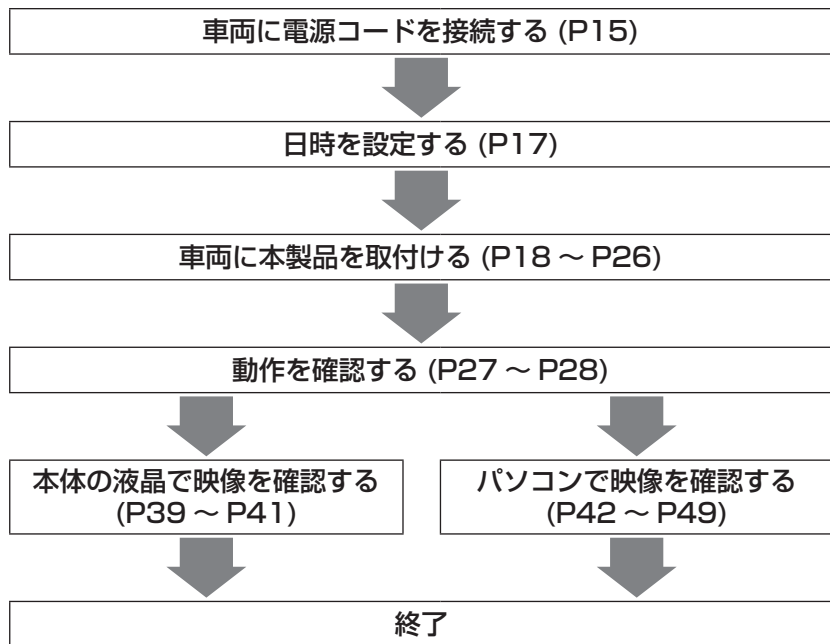 車両に電源コードを接続する (P15)
日時を設定する (P17)
車両に本製品を取付ける (P18 ~ P26)
動作を確認する (P27 ~ P28)
本体の液晶で映像を確認する
(P39 ~ P41)
パソコンで映像を確認する
(P42 ~ P49)
終了